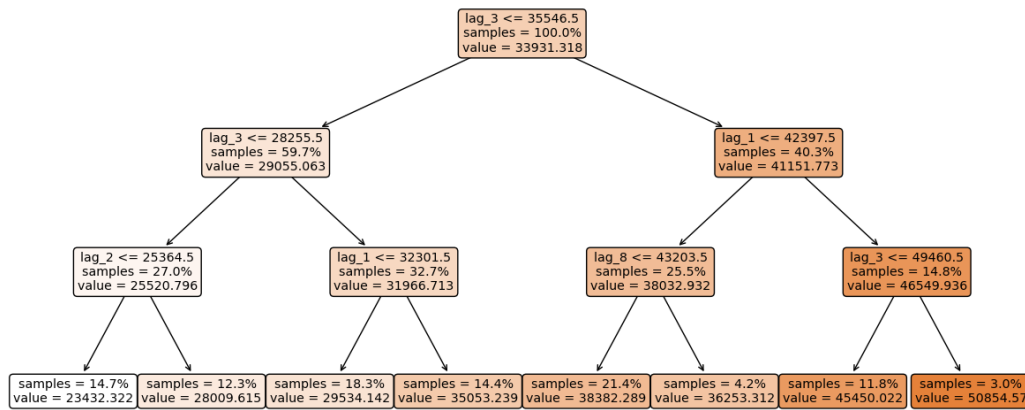 lag_3 <= 35546.5
samples = 100.0%
value = 33931.318
lag_3 <= 28255.5
samples = 59.7%
value = 29055.063
lag_1 <= 42397.5
samples = 40.3%
value = 41151.773
lag_2 <= 25364.5
samples = 27.0%
value = 25520.796
lag_1 <= 32301.5
samples = 32.7%
value = 31966.713
lag_8 <= 43203.5
samples = 25.5%
value = 38032.932
lag_3 <= 49460.5
samples = 14.8%
value = 46549.936
samples = 14.7%
value = 23432.322
samples = 12.3%
value = 28009.615
samples = 18.3%
value = 29534.142
samples = 14.4%
value = 35053.239
samples = 21.4%
value = 38382.289
samples = 4.2%
value = 36253.312
samples = 11.8%
value = 45450.022
samples = 3.0%
value = 50854.57